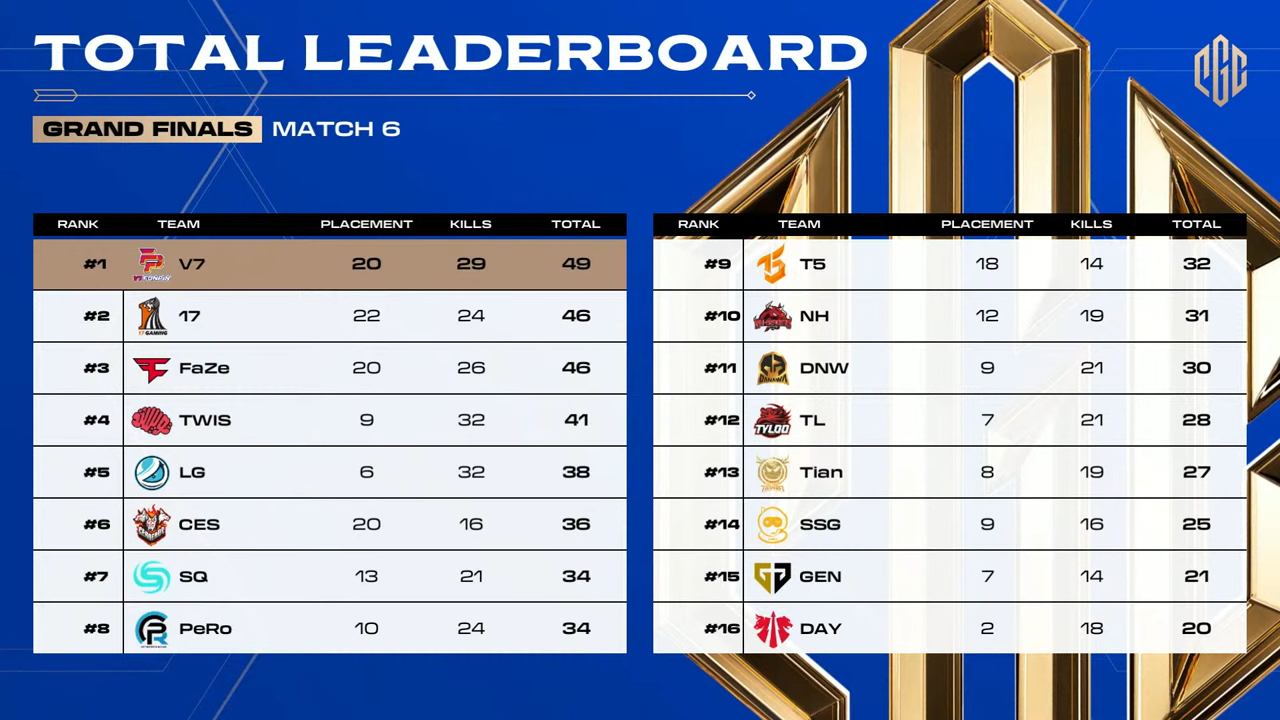 TOTAL LEADERBOARD
GRAND FINALS MATCH 6
RANK TEAM PLACEMENT KILLS TOTAL
#1 V7 20 29 49
#2 17 22 24 46
#3 FaZe 20 26 46
#4 TWIS 9 32 41
#5 LG 6 32 38
#6 CES 20 16 36
#7 SQ 13 21 34
#8 PeRo 10 24 34
RANK TEAM PLACEMENT KILLS TOTAL
#9 T5 18 14 32
#10 NH 12 19 31
#11 DNW 9 21 30
#12 TYLOO TL 7 21 28
#13 Tian 8 19 27
#14 SSG 9 16 25
#15 GEN 7 14 21
#16 DAY 2 18 20